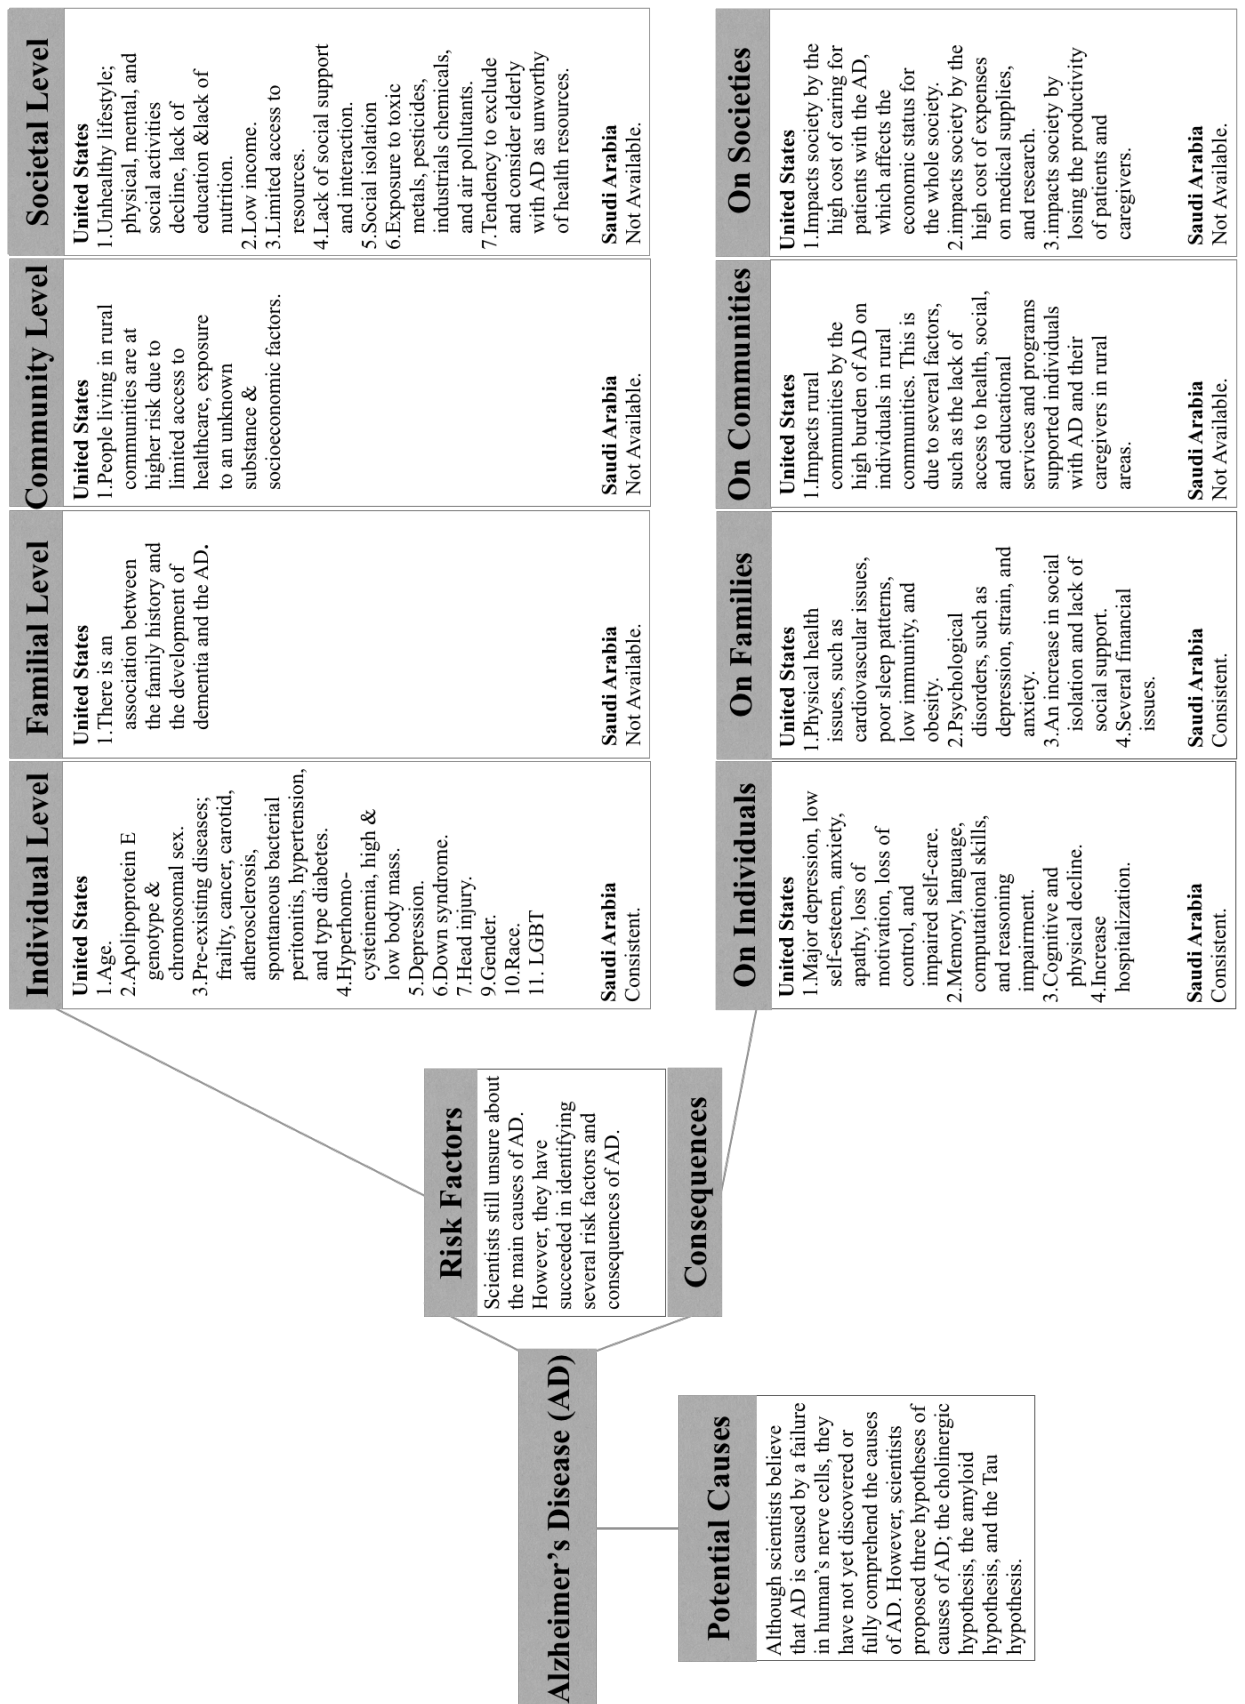 Alzheimer's Disease (AD)
Potential Causes
Although scientists believe
that AD is caused by a failure
in human's nerve cells, they
have not yet discovered or
fully comprehend the causes
of AD. However, scientists
proposed three hypotheses of
causes of AD; the cholinergic
hypothesis, the amyloid
hypothesis, and the Tau
hypothesis.
Risk Factors
Scientists still unsure about
the main causes of AD.
However, they have
succeeded in identifying
several risk factors and
consequences of AD.
Consequences
Individual Level
United States
1.Age.
2.Apolipoprotein E
genotype &
chromosomal sex.
3.Pre-existing diseases;
frailty, cancer, carotid,
atherosclerosis,
spontaneous bacterial
peritonitis, hypertension,
and type diabetes.
4.Hyperhomo-
cysteinemia, high &
low body mass.
5.Depression.
6.Down syndrome.
7.Head injury.
9.Gender.
10.Race.
11. LGBT
Saudi Arabia
Consistent.
Familial Level
United States
1.There is an
association between
the family history and
the development of
dementia and the AD.
Saudi Arabia
Not Available.
Community Level
United States
1.People living in rural
communities are at
higher risk due to
limited access to
healthcare, exposure
to an unknown
substance &
socioeconomic factors.
Saudi Arabia
Not Available.
Societal Level
United States
1.Unhealthy lifestyle;
physical, mental, and
social activities
decline, lack of
education &lack of
nutrition.
2.Low income.
3.Limited access to
resources.
4.Lack of social support
and interaction.
5.Social isolation
6.Exposure to toxic
metals, pesticides,
industrials chemicals,
and air pollutants.
7.Tendency to exclude
and consider elderly
with AD as unworthy
of health resources.
Saudi Arabia
Not Available.
On Individuals
United States
1.Major depression, low
self-esteem, anxiety,
apathy, loss of
motivation, loss of
control, and
impaired self-care.
2.Memory, language,
computational skills,
and reasoning
impairment.
3.Cognitive and
physical decline.
4.Increase
hospitalization.
Saudi Arabia
Consistent.
On Families
United States
1.Physical health
issues, such as
cardiovascular issues,
poor sleep patterns,
low immunity, and
obesity.
2.Psychological
disorders, such as
depression, strain, and
anxiety.
3.An increase in social
isolation and lack of
social support.
4.Several financial
issues.
Saudi Arabia
Consistent.
On Communities
United States
1.Impacts rural
communities by the
high burden of AD on
individuals in rural
communities. This is
due to several factors,
such as the lack of
access to health, social,
and educational
services and programs
supported individuals
with AD and their
caregivers in rural
areas.
Saudi Arabia
Not Available.
On Societies
United States
1.Impacts society by the
high cost of caring for
patients with the AD,
which affects the
economic status for
the whole society.
2.impacts society by the
high cost of expenses
on medical supplies,
and research.
3.impacts society by
losing the productivity
of patients and
caregivers.
Saudi Arabia
Not Available.